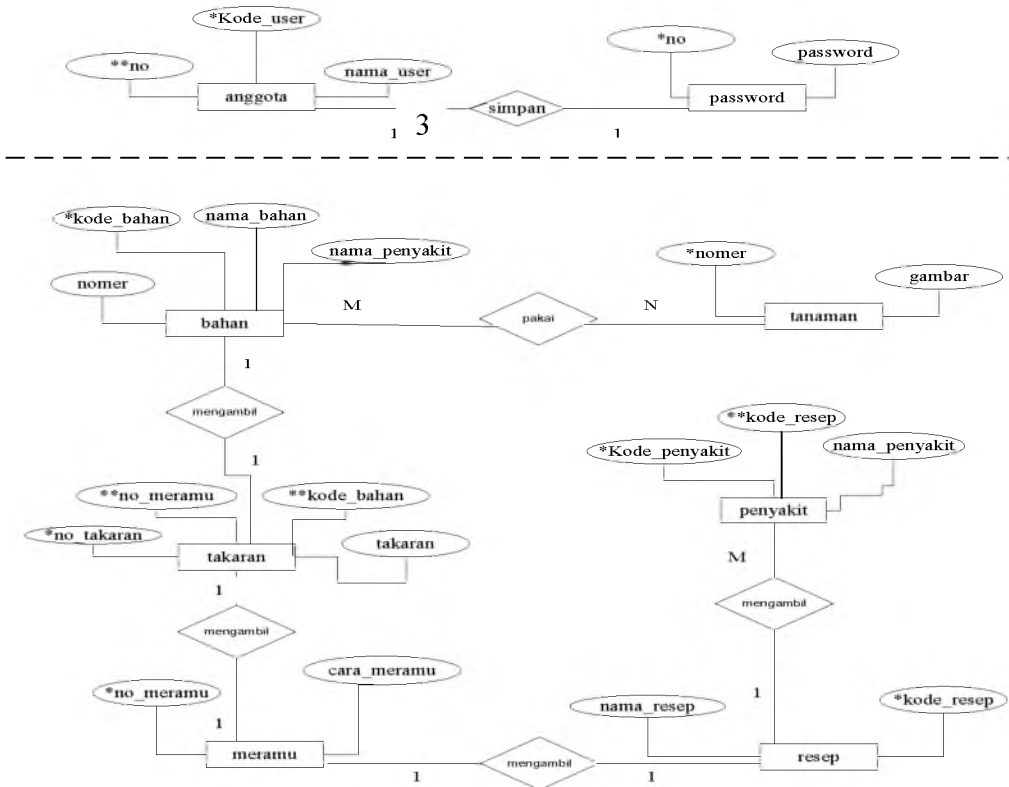 *Kode_user
**no
nama_user
anggota
*no
password
password
simpan
1 3
1
*kode_bahan
nama_bahan
nama_penyakit
nomer
bahan
M
pakai
N
*nomer
gambar
tanaman
1
mengambil
1
**no_meramu
**kode_bahan
*no_takaran
takaran
takaran
1
mengambil
*no_meramu
cara_meramu
1
meramu
1
mengambil
1
**kode_resep
*Kode_penyakit
nama_penyakit
penyakit
M
mengambil
1
nama_resep
*kode_resep
resep